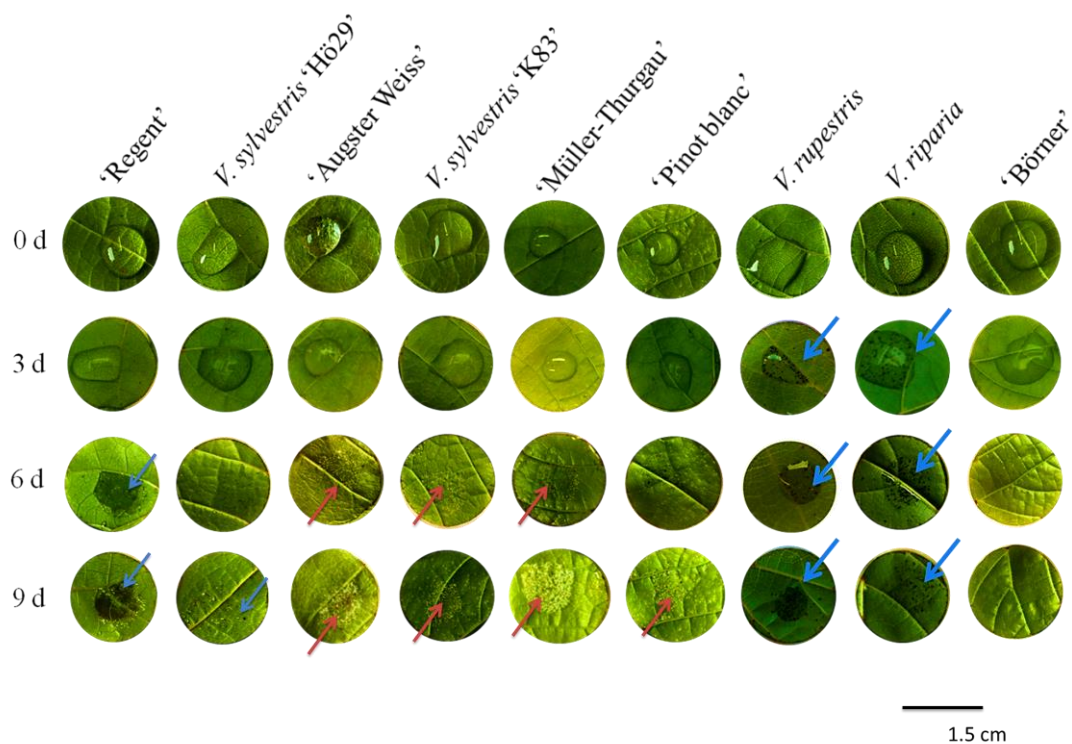 ‘Regent’
V. sylvestris ‘Hö29’
‘Augster Weiss’
V. sylvestris ‘K83’
‘Müller-Thurgau’
‘Pinot blanc’
V. rupestris
V. riparia
‘Börner’
0 d
3 d
6 d
9 d
1.5 cm